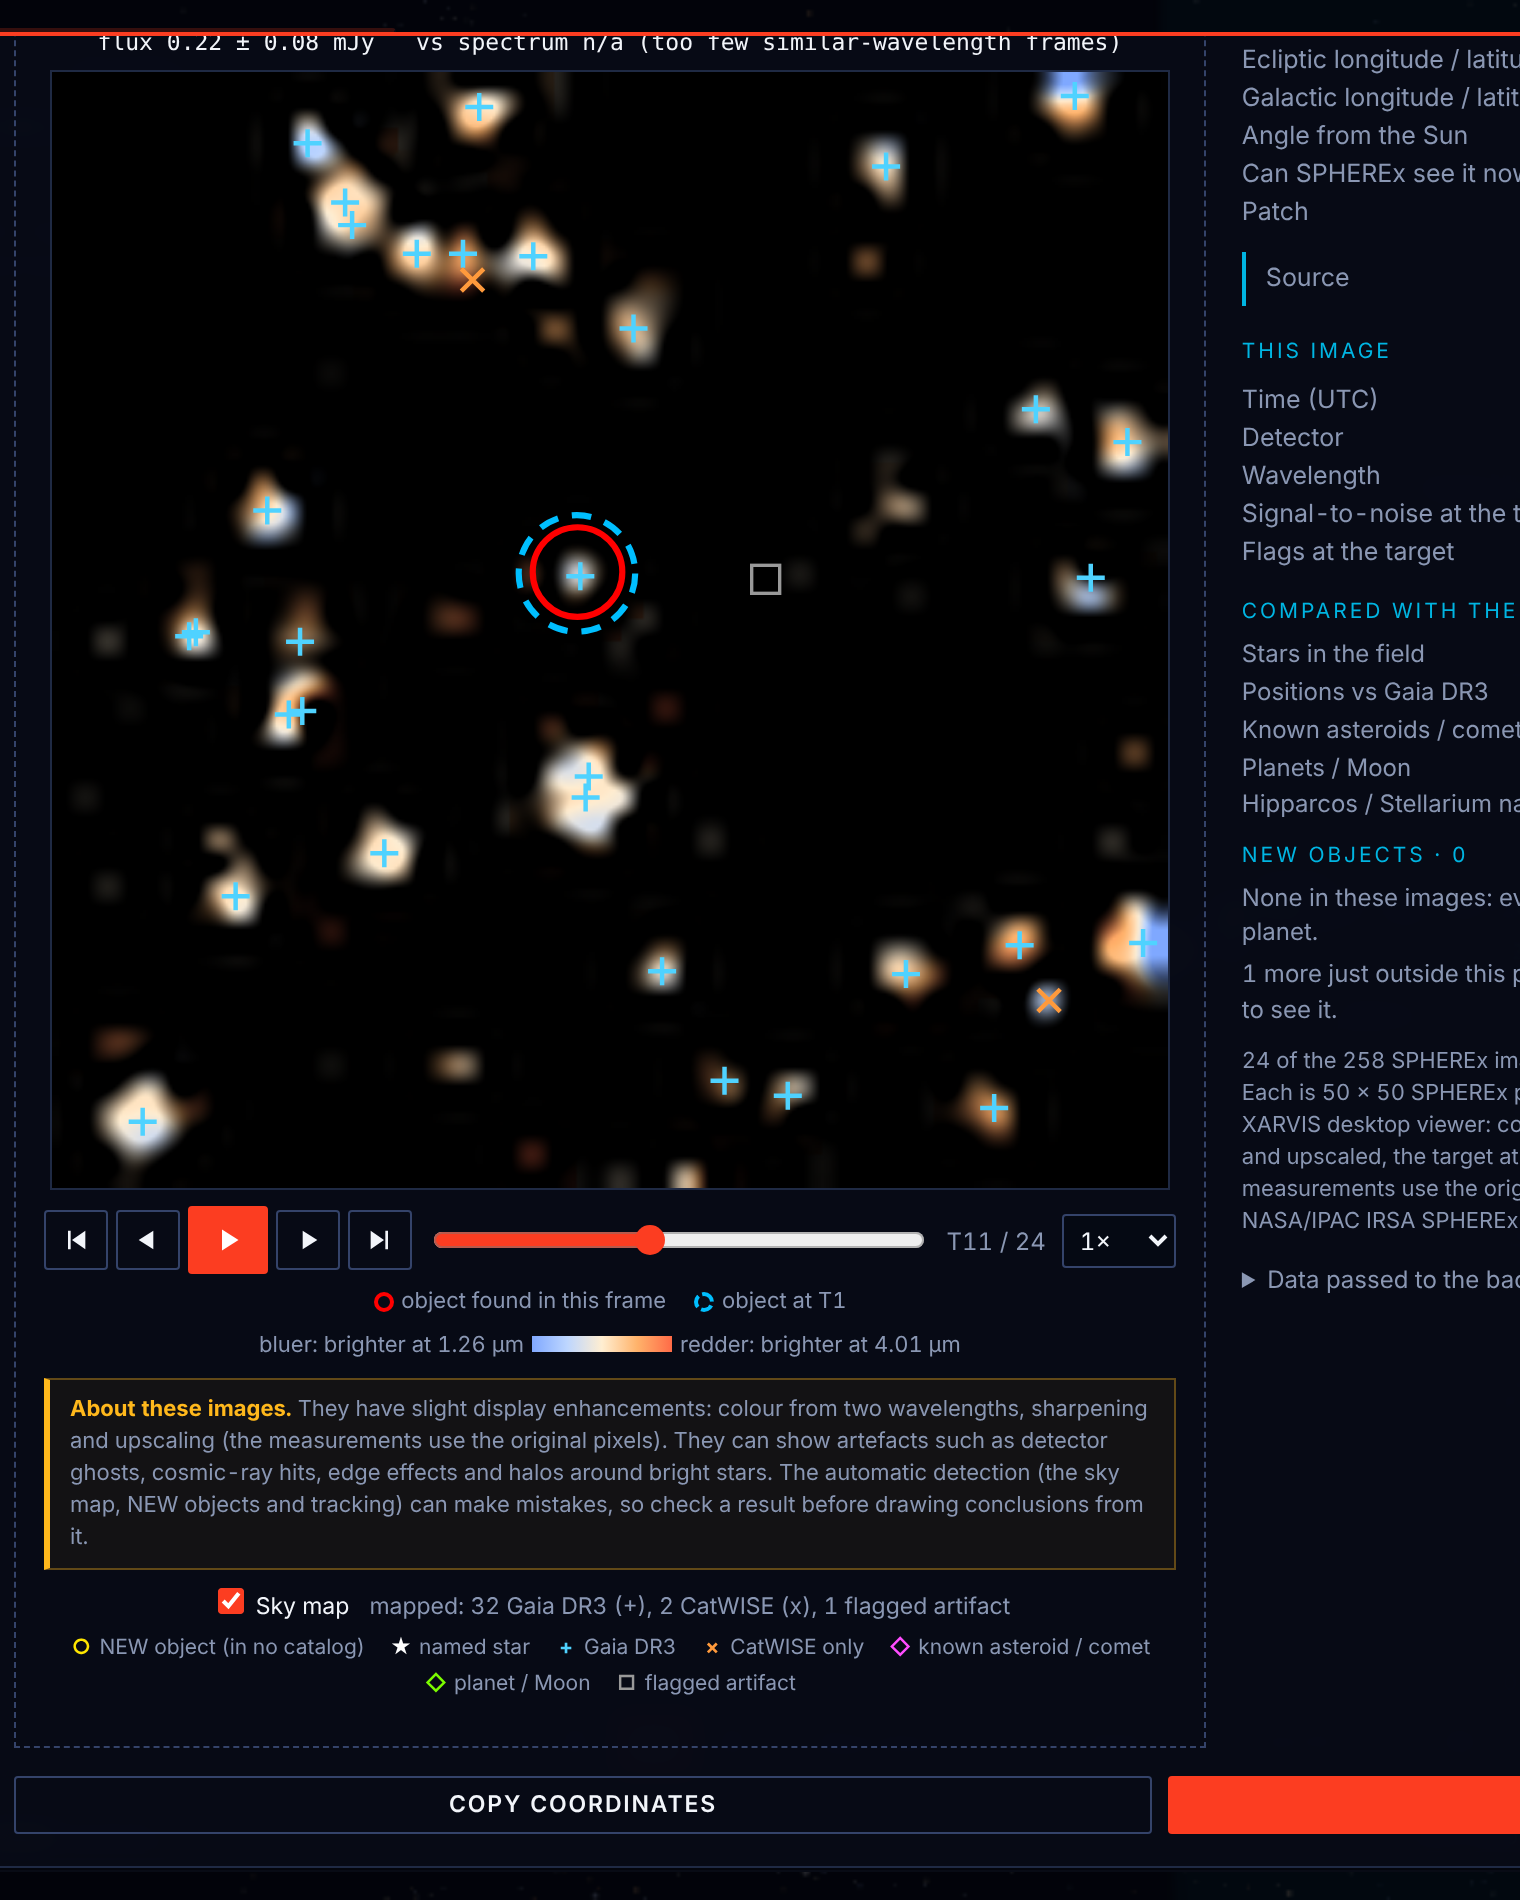 flux 0.22 ± 0.08 mJy   vs spectrum n/a (too few similar-wavelength frames)
T11 / 24
1×
object found in this frame   object at T1
bluer: brighter at 1.26 µm   redder: brighter at 4.01 µm
About these images. They have slight display enhancements: colour from two wavelengths, sharpening
and upscaling (the measurements use the original pixels). They can show artefacts such as detector
ghosts, cosmic-ray hits, edge effects and halos around bright stars. The automatic detection (the sky
map, NEW objects and tracking) can make mistakes, so check a result before drawing conclusions from
it.
Sky map   mapped: 32 Gaia DR3 (+), 2 CatWISE (x), 1 flagged artifact
NEW object (in no catalog)   named star   Gaia DR3   CatWISE only   known asteroid / comet
planet / Moon   flagged artifact
COPY COORDINATES
Ecliptic longitude / latitu
Galactic longitude / latit
Angle from the Sun
Can SPHEREx see it nov
Patch
Source
THIS IMAGE
Time (UTC)
Detector
Wavelength
Signal-to-noise at the t
Flags at the target
COMPARED WITH THE
Stars in the field
Positions vs Gaia DR3
Known asteroids / comet
Planets / Moon
Hipparcos / Stellarium na
NEW OBJECTS · 0
None in these images: ev
planet.
1 more just outside this p
to see it.
24 of the 258 SPHEREx im
Each is 50 × 50 SPHEREx p
XARVIS desktop viewer: co
and upscaled, the target at
measurements use the orig
NASA/IPAC IRSA SPHEREx
Data passed to the bac